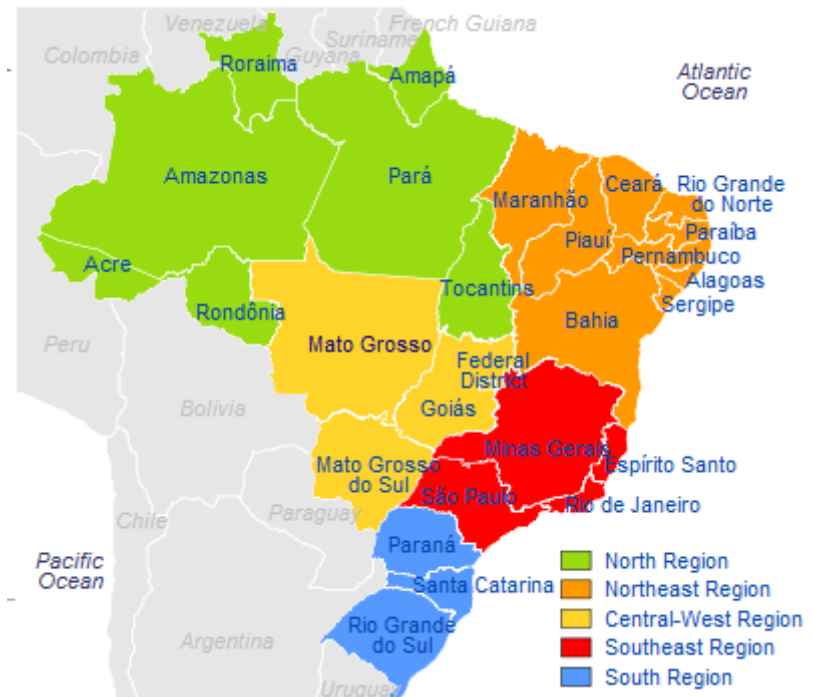 Venezuela
French Guiana
Suriname
Colombia
Guyana
Roraima
Amapá
Atlantic
Ocean
Amazonas
Pará
Maranhão
Ceará
Rio Grande
do Norte
Piauí
Paraíba
Pernambuco
Acre
Alagoas
Tocantins
Sergipe
Rondônia
Bahia
Mato Grosso
Peru
Federal
District
Goiás
Bolivia
Minas Gerais
Mato Grosso
do Sul
Espírito Santo
São Paulo
Rio de Janeiro
Paraguay
Chile
Paraná
Pacific
Ocean
Santa Catarina
Rio Grande
do Sul
Argentina
Uruguay
North Region
Northeast Region
Central-West Region
Southeast Region
South Region